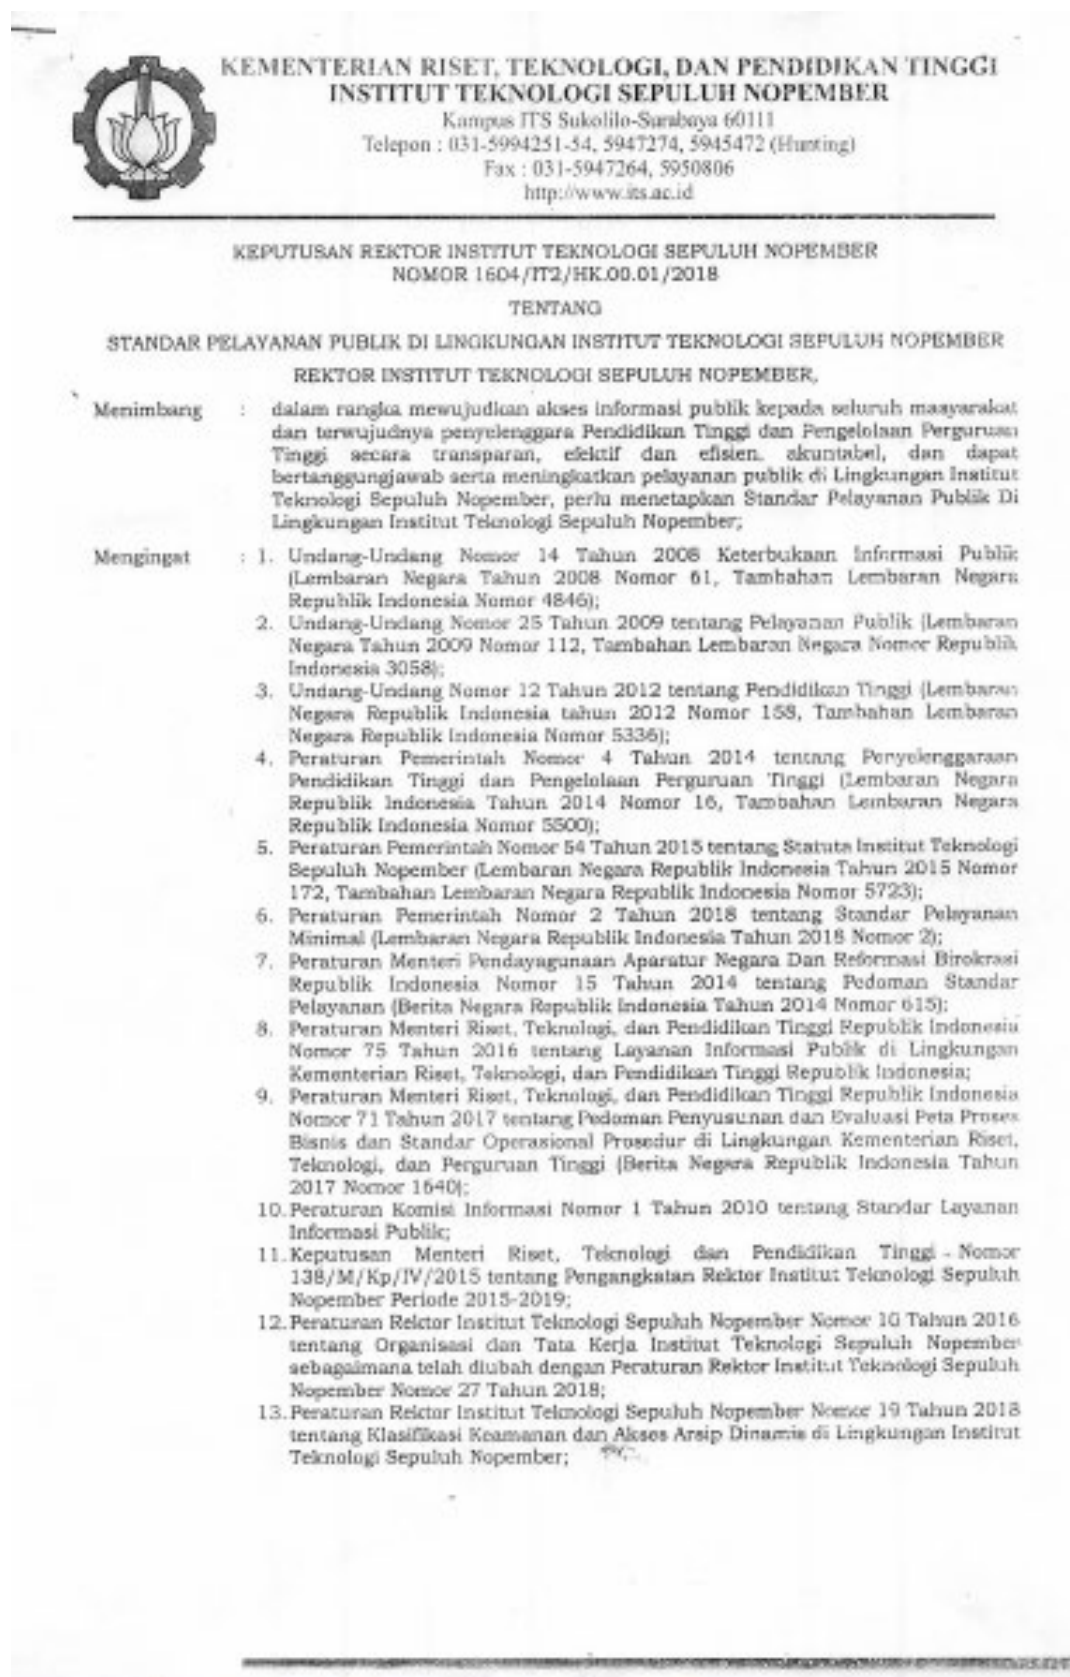 KEMENTERIAN RISET, TEKNOLOGI, DAN PENDIDIKAN TINGGI
INSTITUT TEKNOLOGI SEPULUH NOPEMBER
Kampus ITS Sukolilo-Surabaya 60111
Telepon : 031-5994251-54, 5947274, 5945472 (Hunting)
Fax : 031-5947264, 5950806
http://www.its.ac.id
KEPUTUSAN REKTOR INSTITUT TEKNOLOGI SEPULUH NOPEMBER
NOMOR 1604/IT2/HK.00.01/2018
TENTANG
STANDAR PELAYANAN PUBLIK DI LINGKUNGAN INSTITUT TEKNOLOGI SEPULUH NOPEMBER
REKTOR INSTITUT TEKNOLOGI SEPULUH NOPEMBER,
Menimbang : dalam rangka mewujudkan akses informasi publik kepada seluruh masyarakat
dan terwujudnya penyelenggara Pendidikan Tinggi dan Pengelolaan Perguruan
Tinggi secara transparan, efektif dan efisien, akuntabel, dan dapat
bertanggungjawab serta meningkatkan pelayanan publik di Lingkungan Institut
Teknologi Sepuluh Nopember, perlu menetapkan Standar Pelayanan Publik Di
Lingkungan Institut Teknologi Sepuluh Nopember;
Mengingat : 1. Undang-Undang Nomor 14 Tahun 2008 Keterbukaan Informasi Publik
(Lembaran Negara Tahun 2008 Nomor 61, Tambahan Lembaran Negara
Republik Indonesia Nomor 4846);
2. Undang-Undang Nomor 25 Tahun 2009 tentang Pelayanan Publik (Lembaran
Negara Tahun 2009 Nomor 112, Tambahan Lembaran Negara Nomor Republik
Indonesia 3058);
3. Undang-Undang Nomor 12 Tahun 2012 tentang Pendidikan Tinggi (Lembaran
Negara Republik Indonesia tahun 2012 Nomor 158, Tambahan Lembaran
Negara Republik Indonesia Nomor 5336);
4. Peraturan Pemerintah Nomor 4 Tahun 2014 tentang Penyelenggaraan
Pendidikan Tinggi dan Pengelolaan Perguruan Tinggi (Lembaran Negara
Republik Indonesia Tahun 2014 Nomor 16, Tambahan Lembaran Negara
Republik Indonesia Nomor 5500);
5. Peraturan Pemerintah Nomor 54 Tahun 2015 tentang Statuta Institut Teknologi
Sepuluh Nopember (Lembaran Negara Republik Indonesia Tahun 2015 Nomor
172, Tambahan Lembaran Negara Republik Indonesia Nomor 5723);
6. Peraturan Pemerintah Nomor 2 Tahun 2018 tentang Standar Pelayanan
Minimal (Lembaran Negara Republik Indonesia Tahun 2018 Nomor 2);
7. Peraturan Menteri Pendayagunaan Aparatur Negara Dan Reformasi Birokrasi
Republik Indonesia Nomor 15 Tahun 2014 tentang Pedoman Standar
Pelayanan (Berita Negara Republik Indonesia Tahun 2014 Nomor 615);
8. Peraturan Menteri Riset, Teknologi, dan Pendidikan Tinggi Republik Indonesia
Nomor 75 Tahun 2016 tentang Layanan Informasi Publik di Lingkungan
Kementerian Riset, Teknologi, dan Pendidikan Tinggi Republik Indonesia;
9. Peraturan Menteri Riset, Teknologi, dan Pendidikan Tinggi Republik Indonesia
Nomor 71 Tahun 2017 tentang Pedoman Penyusunan dan Evaluasi Peta Proses
Bisnis dan Standar Operasional Prosedur di Lingkungan Kementerian Riset,
Teknologi, dan Perguruan Tinggi (Berita Negara Republik Indonesia Tahun
2017 Nomor 1640);
10. Peraturan Komisi Informasi Nomor 1 Tahun 2010 tentang Standar Layanan
Informasi Publik;
11. Keputusan Menteri Riset, Teknologi dan Pendidikan Tinggi - Nomor
138/M/Kp/IV/2015 tentang Pengangkatan Rektor Institut Teknologi Sepuluh
Nopember Periode 2015-2019;
12. Peraturan Rektor Institut Teknologi Sepuluh Nopember Nomor 10 Tahun 2016
tentang Organisasi dan Tata Kerja Institut Teknologi Sepuluh Nopember
sebagaimana telah diubah dengan Peraturan Rektor Institut Teknologi Sepuluh
Nopember Nomor 27 Tahun 2018;
13. Peraturan Rektor Institut Teknologi Sepuluh Nopember Nomor 19 Tahun 2018
tentang Klasifikasi Keamanan dan Akses Arsip Dinamis di Lingkungan Institut
Teknologi Sepuluh Nopember;